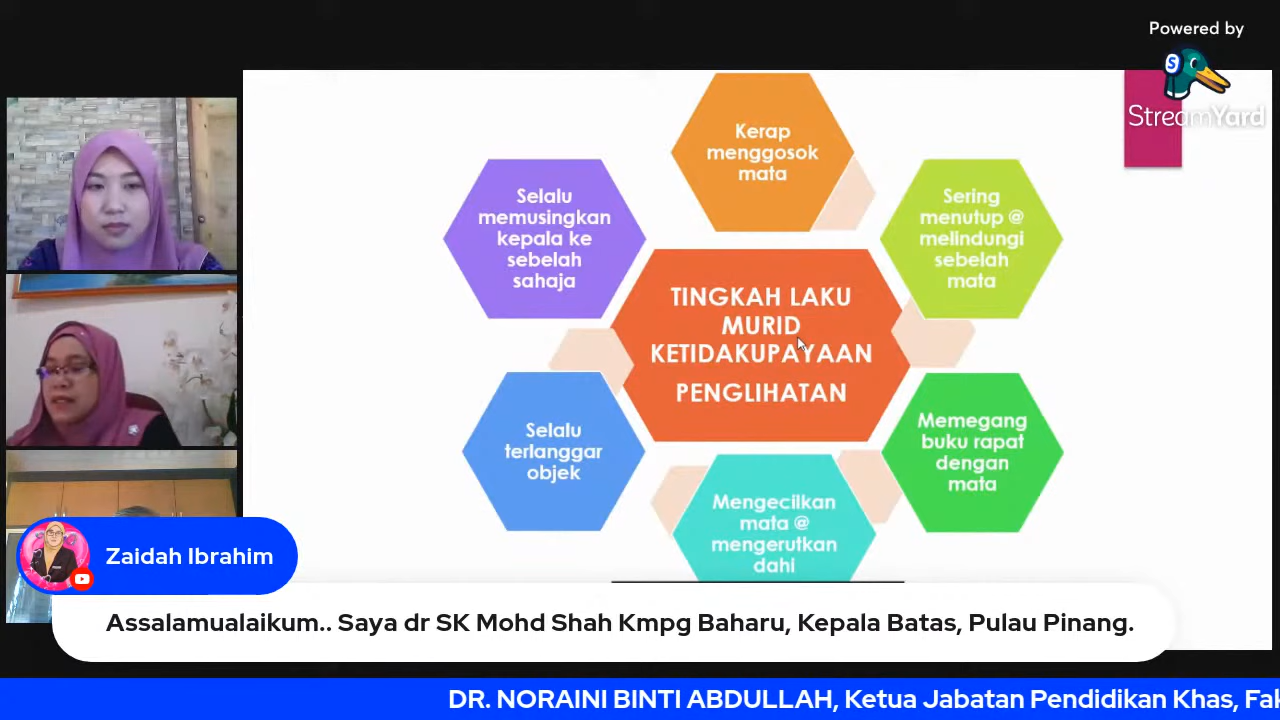 Powered by
StreamYard
Kerap
menggosok
mata
Selalu
memusingkan
kepala ke
sebelah
sahaja
Sering
menutup @
melindungi
sebelah
mata
TINGKAH LAKU
MURID
KETIDAKUPAYAAN
PENGLIHATAN
Selalu
terlanggar
objek
Memegang
buku rapat
dengan
mata
Mengecilkan
mata @
mengerutkan
dahi
Zaidah Ibrahim
Assalamualaikum.. Saya dr SK Mohd Shah Kmpg Baharu, Kepala Batas, Pulau Pinang.
DR. NORAINI BINTI ABDULLAH, Ketua Jabatan Pendidikan Khas, Fal